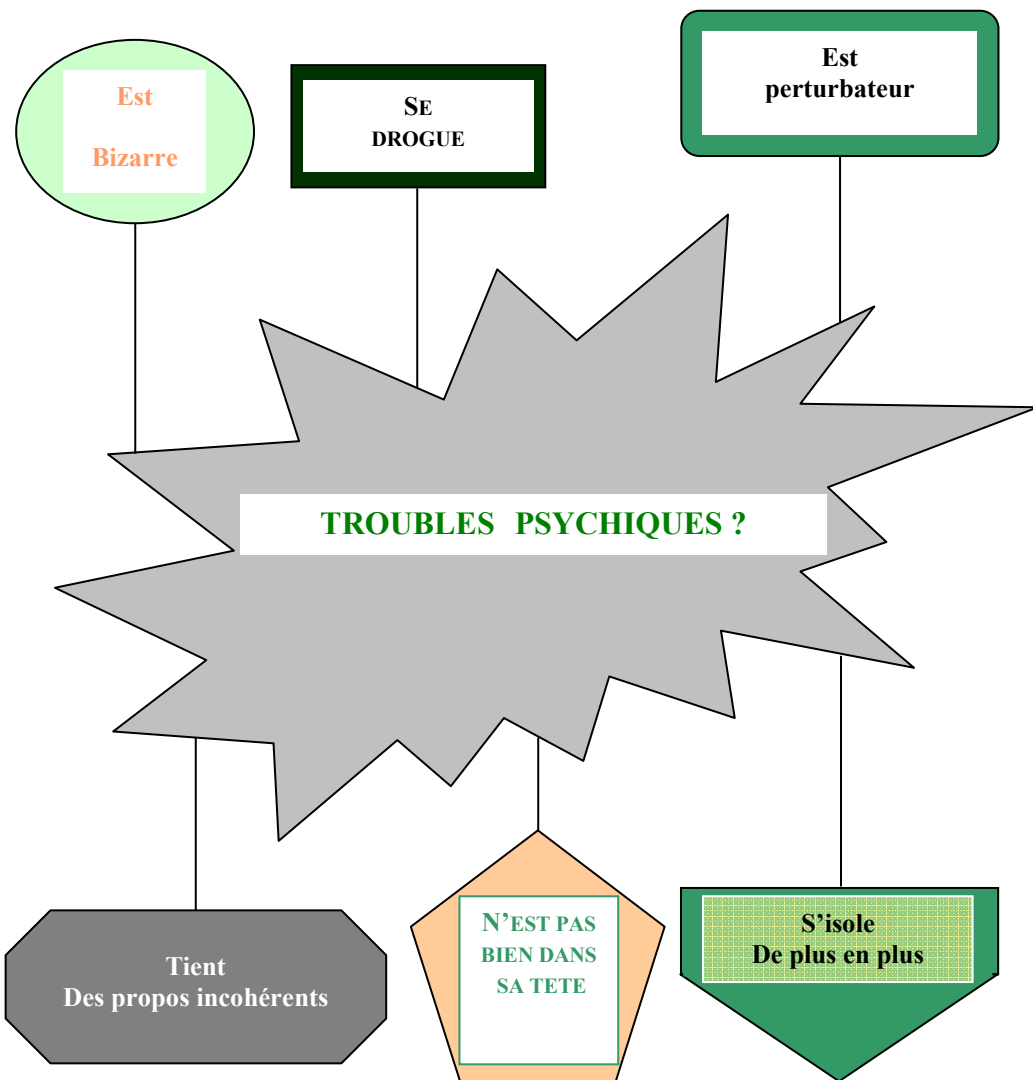 Est
Bizarre
SE
DROGUE
Est
perturbateur
TROUBLES PSYCHIQUES ?
Tient
Des propos incohérents
N'EST PAS
BIEN DANS
SA TETE
S'isole
De plus en plus